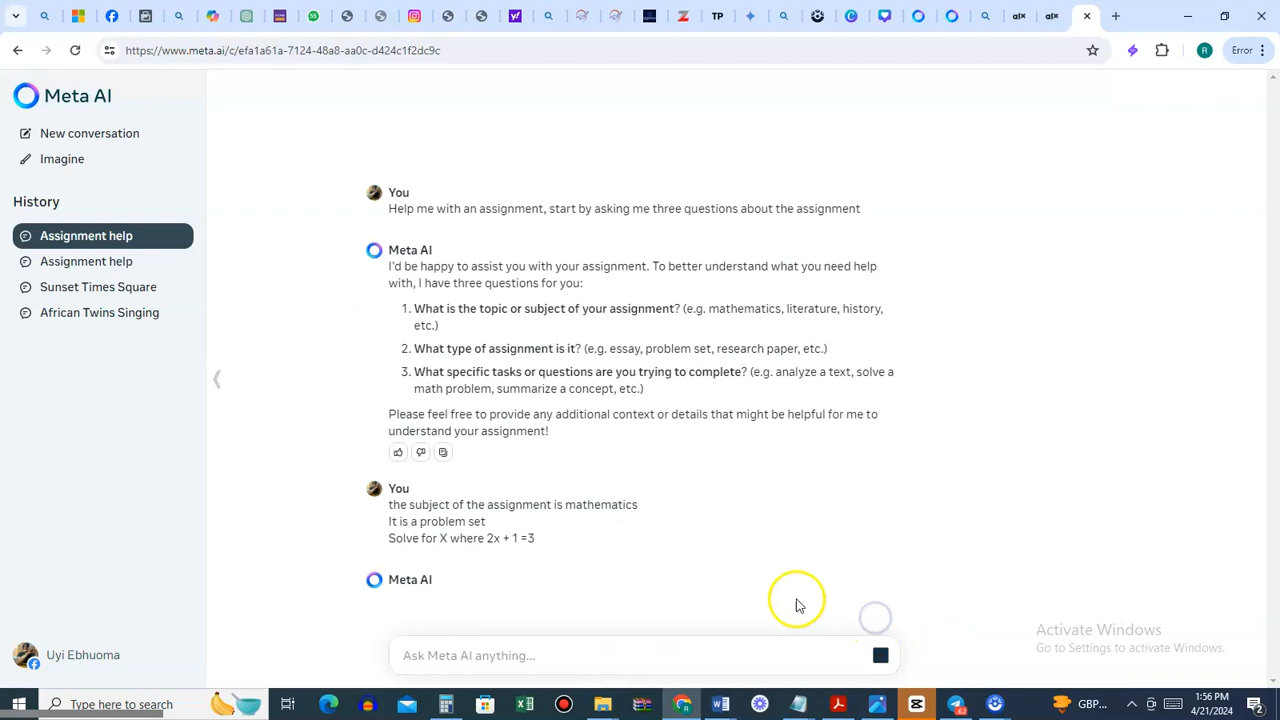 TP
https://www.meta.ai/c/efa1a61a-7124-48a8-aa0c-d424c1f2dc9c
R
Error
Meta AI
New conversation
Imagine
History
Assignment help
Assignment help
Sunset Times Square
African Twins Singing
You
Help me with an assignment, start by asking me three questions about the assignment
Meta AI
I'd be happy to assist you with your assignment. To better understand what you need help
with, I have three questions for you:
1. What is the topic or subject of your assignment? (e.g. mathematics, literature, history,
etc.)
2. What type of assignment is it? (e.g. essay, problem set, research paper, etc.)
3. What specific tasks or questions are you trying to complete? (e.g. analyze a text, solve a
math problem, summarize a concept, etc.)
Please feel free to provide any additional context or details that might be helpful for me to
understand your assignment!
You
the subject of the assignment is mathematics
It is a problem set
Solve for X where 2x + 1 =3
Meta AI
Ask Meta AI anything...
Activate Windows
Go to Settings to activate Windows.
Uyi Ebhuoma
Type here to search
GBP...
1:56 PM
4/21/2024